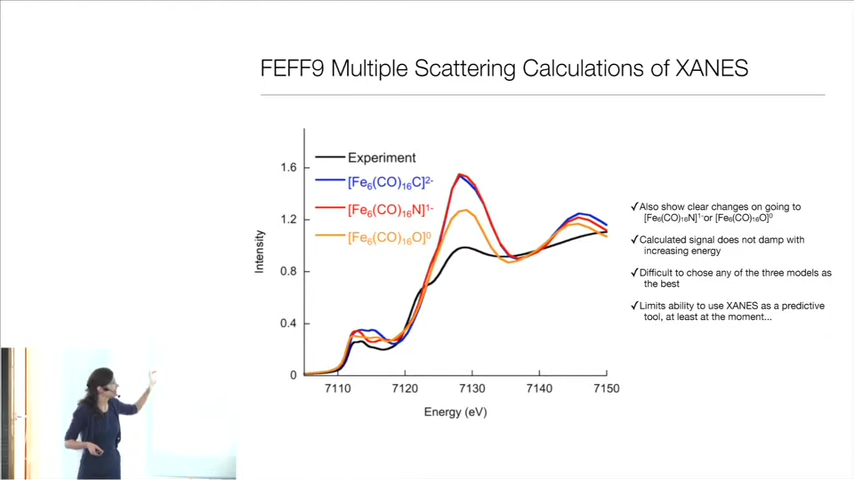 FEFF9 Multiple Scattering Calculations of XANES
Experiment
[Fe₆(CO)₁₆C]²⁻
[Fe₆(CO)₁₆N]¹⁻
[Fe₆(CO)₁₆O]⁰
1.6
1.2
0.8
0.4
0
Intensity
7110 7120 7130 7140 7150
Energy (eV)
✓Also show clear changes on going to
[Fe₆(CO)₁₆N]¹⁻or [Fe₆(CO)₁₆O]⁰
✓Calculated signal does not damp with
increasing energy
✓Difficult to chose any of the three models as
the best
✓Limits ability to use XANES as a predictive
tool, at least at the moment...